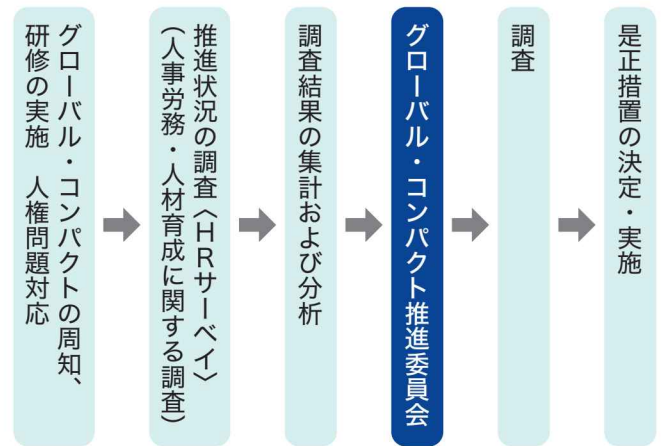 グローバル・コンパクトの周知、
研修の実施　人権問題対応
推進状況の調査〈HRサーベイ〉
（人事労務・人材育成に関する調査）
調査結果の集計および分析
グローバル・コンパクト推進委員会
調査
是正措置の決定・実施